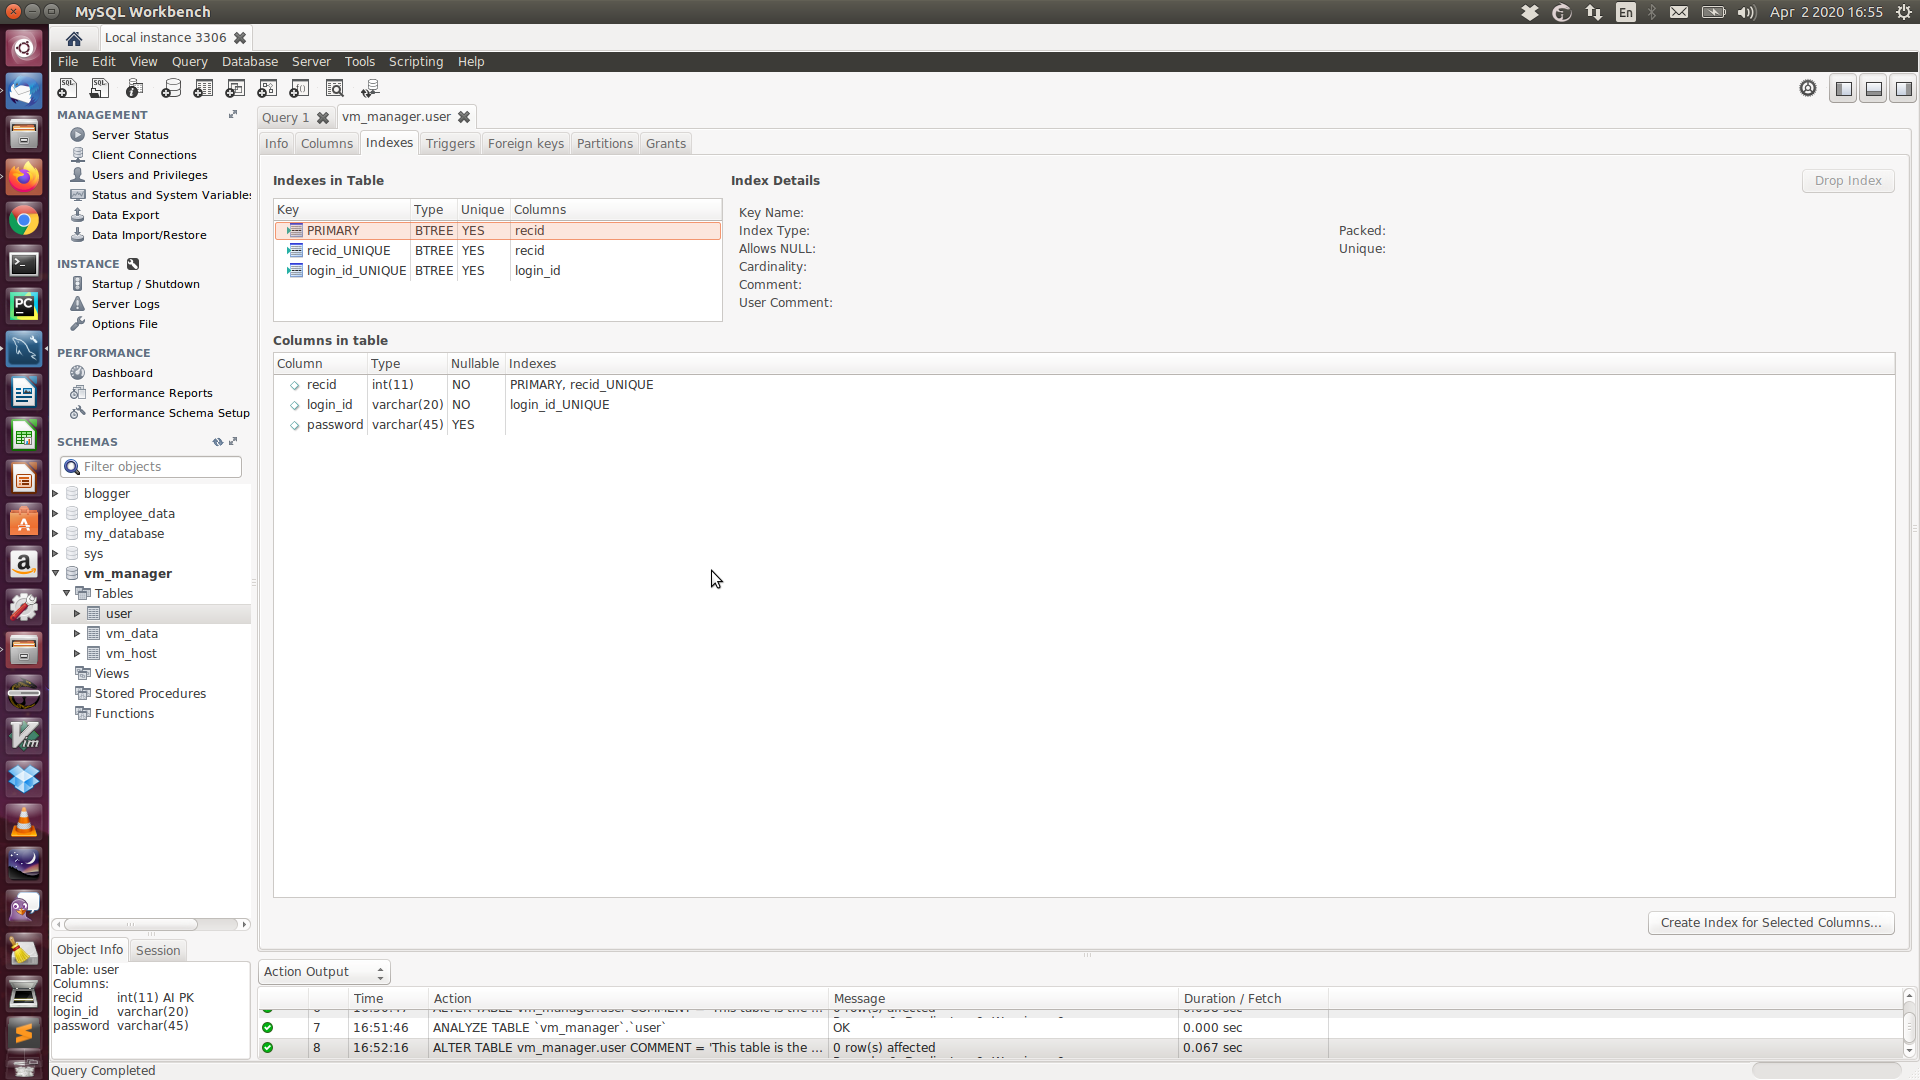 MySQL Workbench
En
Apr 2 2020 16:55
Local instance 3306
File Edit View Query Database Server Tools Scripting Help
MANAGEMENT
Server Status
Client Connections
Users and Privileges
Status and System Variable
Data Export
Data Import/Restore
INSTANCE
Startup / Shutdown
Server Logs
Options File
PERFORMANCE
Dashboard
Performance Reports
Performance Schema Setup
SCHEMAS
Filter objects
blogger
employee_data
my_database
sys
vm_manager
Tables
user
vm_data
vm_host
Views
Stored Procedures
Functions
Object Info Session
Table: user
Columns:
recid int(11) AI PK
login_id varchar(20)
password varchar(45)
Query Completed
Query 1 vm_manager.user
Info Columns Indexes Triggers Foreign keys Partitions Grants
Indexes in Table
Key Type Unique Columns
PRIMARY BTREE YES recid
recid_UNIQUE BTREE YES recid
login_id_UNIQUE BTREE YES login_id
Index Details
Drop Index
Key Name:
Index Type: Packed:
Allows NULL: Unique:
Cardinality:
Comment:
User Comment:
Columns in table
Column Type Nullable Indexes
recid int(11) NO PRIMARY, recid_UNIQUE
login_id varchar(20) NO login_id_UNIQUE
password varchar(45) YES
Create Index for Selected Columns...
Action Output
Time Action Message Duration / Fetch
7 16:51:46 ANALYZE TABLE `vm_manager`.`user` OK 0.000 sec
8 16:52:16 ALTER TABLE vm_manager.user COMMENT = 'This table is the ... 0 row(s) affected 0.067 sec